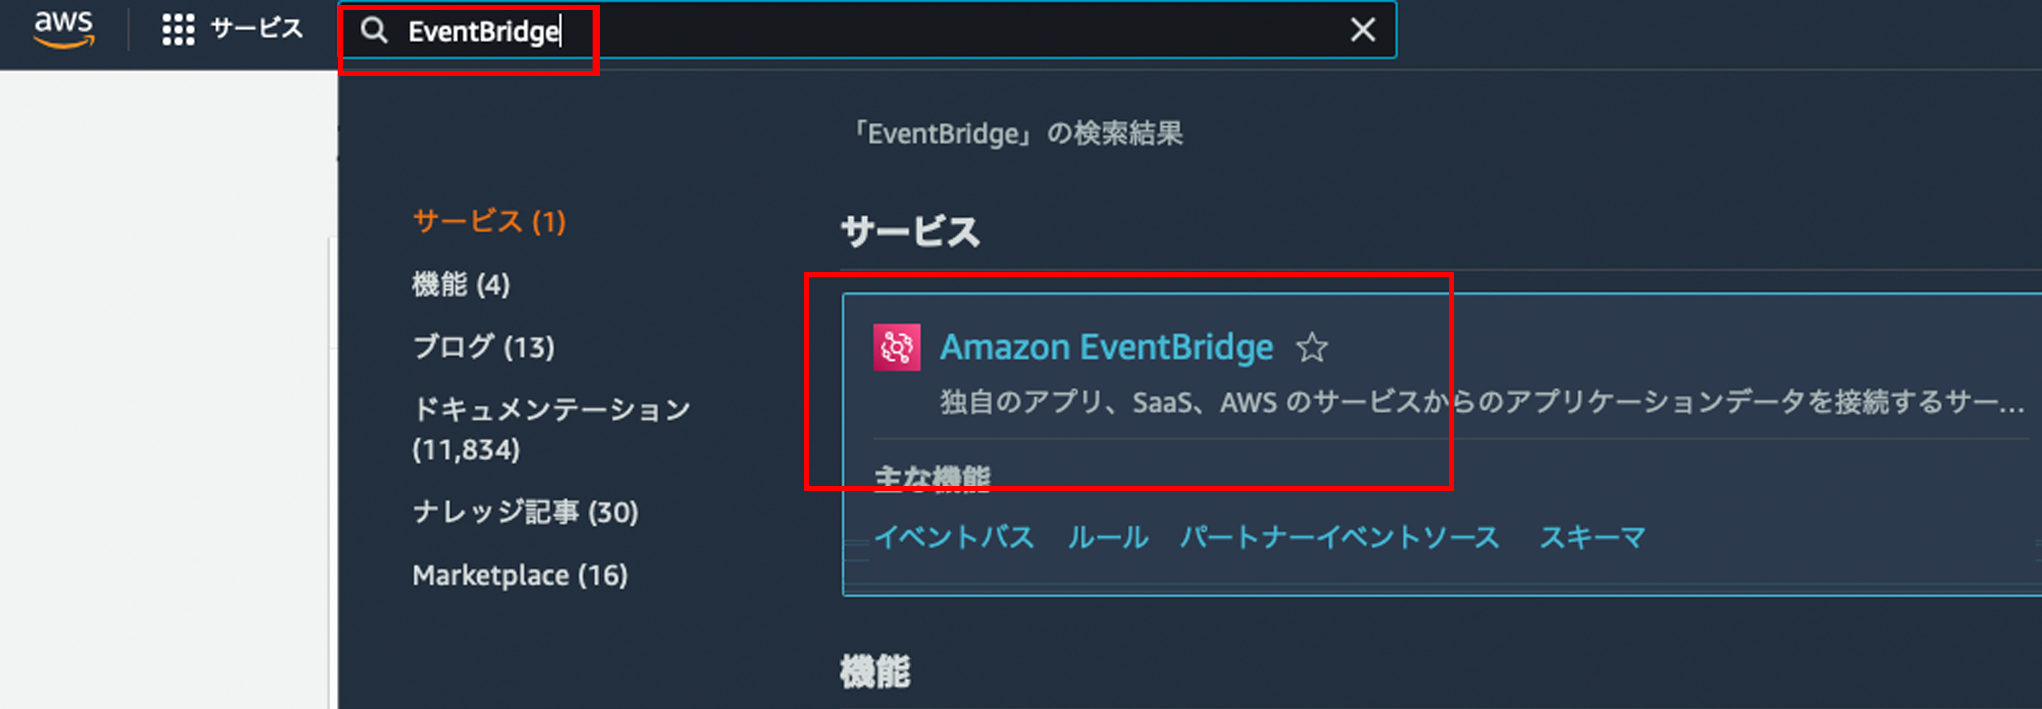 aws
サービス
EventBridge
「EventBridge」の検索結果
サービス (1)
機能 (4)
ブログ (13)
ドキュメンテーション
(11,834)
ナレッジ記事 (30)
Marketplace (16)
サービス
Amazon EventBridge
独自のアプリ、SaaS、AWS のサービスからのアプリケーションデータを接続するサー...
主な機能
イベントバス ルール パートナーイベントソース スキーマ
機能